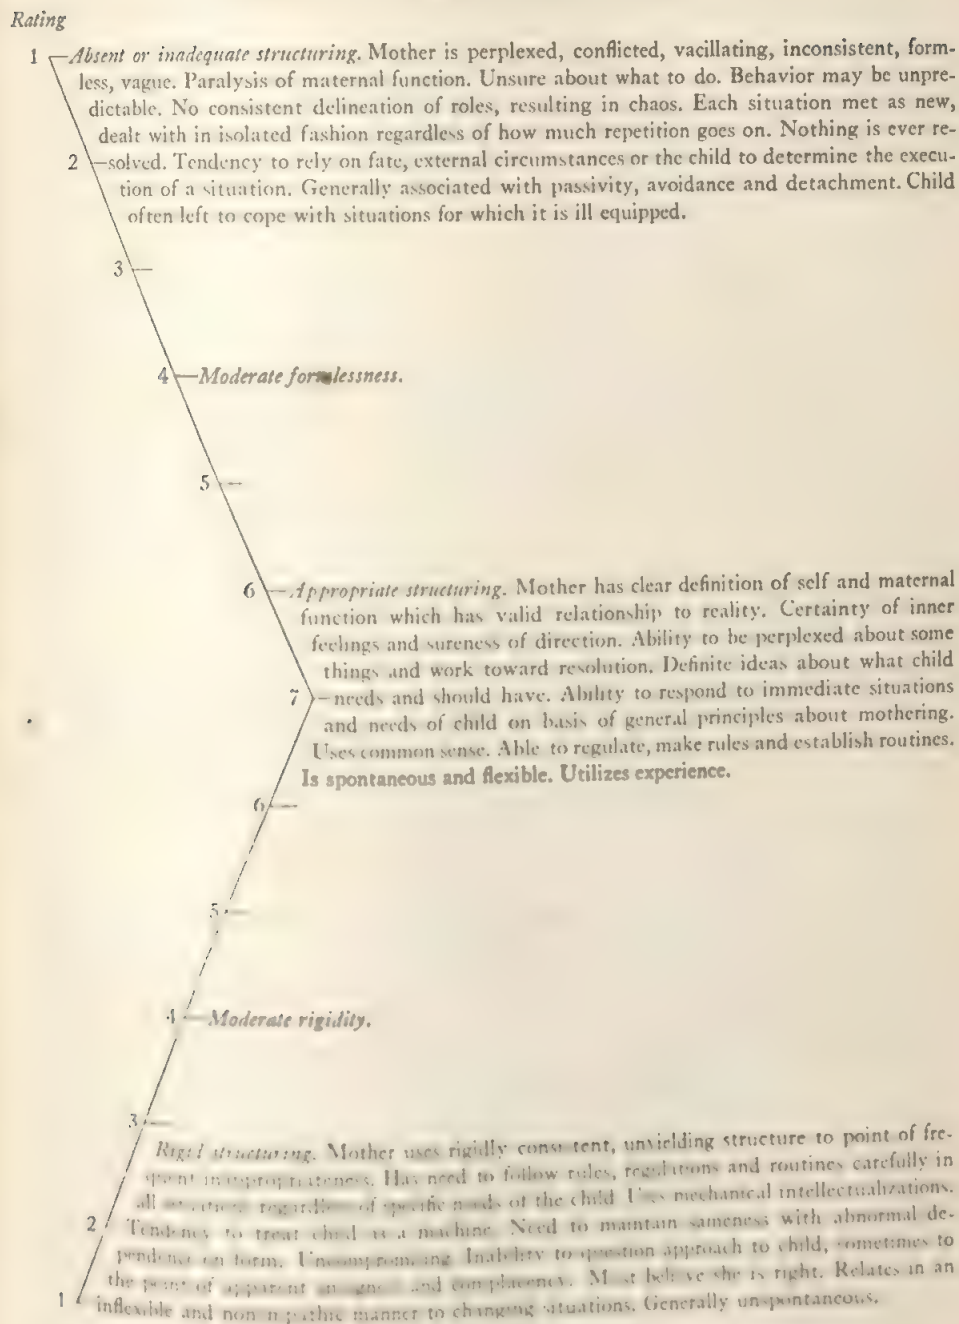 Rating
1 —Absent or inadequate structuring. Mother is perplexed, conflicted, vacillating, inconsistent, form-
less, vague. Paralysis of maternal function. Unsure about what to do. Behavior may be unpre-
dictable. No consistent delineation of roles, resulting in chaos. Each situation met as new,
dealt with in isolated fashion regardless of how much repetition goes on. Nothing is ever re-
2 —solved. Tendency to rely on fate, external circumstances or the child to determine the execu-
tion of a situation. Generally associated with passivity, avoidance and detachment. Child
often left to cope with situations for which it is ill equipped.
3 —
4 —Moderate formlessness.
5 —
6 —Appropriate structuring. Mother has clear definition of self and maternal
function which has valid relationship to reality. Certainty of inner
feelings and sureness of direction. Ability to be perplexed about some
things and work toward resolution. Definite ideas about what child
7 —needs and should have. Ability to respond to immediate situations
and needs of child on basis of general principles about mothering.
Uses common sense. Able to regulate, make rules and establish routines.
Is spontaneous and flexible. Utilizes experience.
6 —
5 —
4 —Moderate rigidity.
3 —
Rigid structuring. Mother uses rigidly consistent, unyielding structure to point of fre-
quent inappropriateness. Has need to follow rules, regulations and routines carefully in
all regardless of specific needs of the child. Uses mechanical intellectualizations.
2 Tendency to treat child as a machine. Need to maintain sameness with abnormal de-
pendence on form. Uncompromising. Inability to question approach to child, sometimes to
the point of apparent and complacency. Must believe she is right. Relates in an
1 inflexible and non-empathic manner to changing situations. Generally unspontaneous.